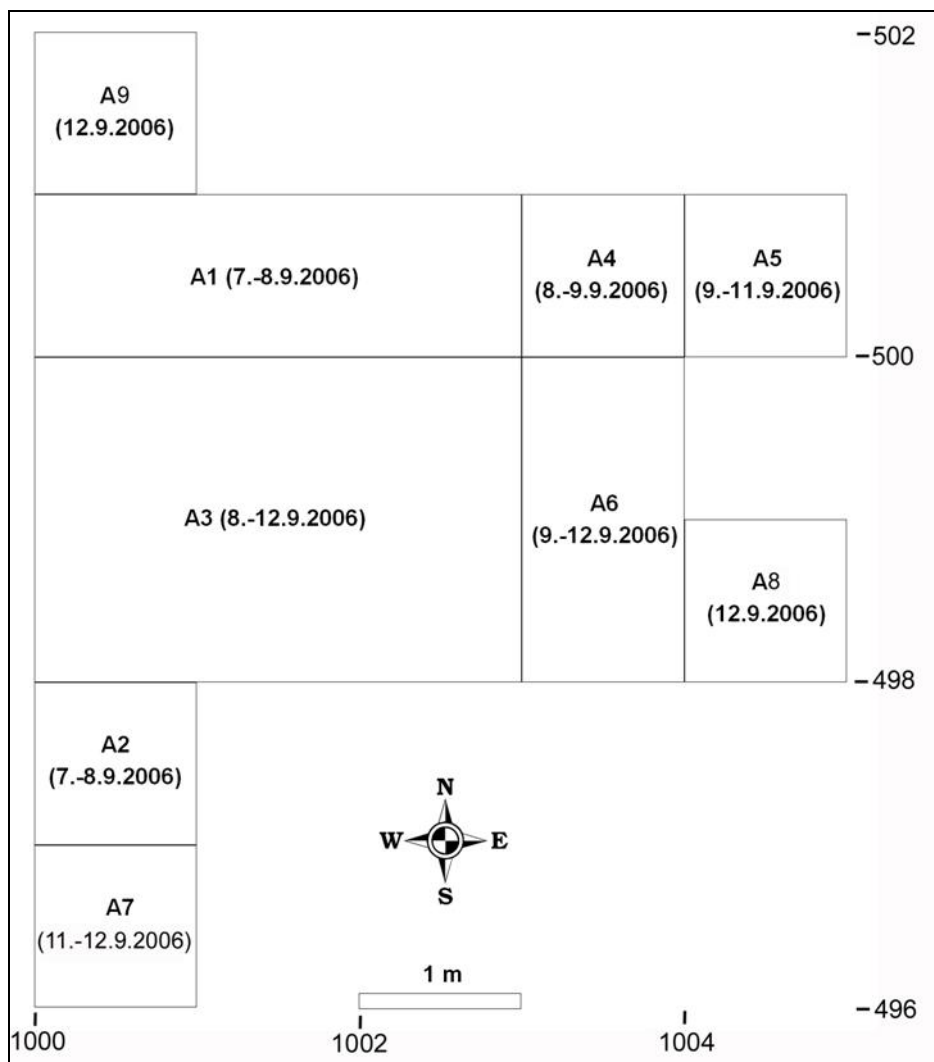 502
A9
(12.9.2006)
A1 (7.-8.9.2006)
A4
(8.-9.9.2006)
A5
(9.-11.9.2006)
500
A3 (8.-12.9.2006)
A6
(9.-12.9.2006)
A8
(12.9.2006)
498
A2
(7.-8.9.2006)
N
W E
S
A7
(11.-12.9.2006)
1 m
496
1000 1002 1004